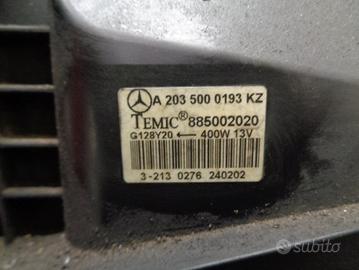 A 203 500 0193 KZ
TEMIC® 885002020
G128Y20 ← 400W 13V
3-213 0276 240202
subito